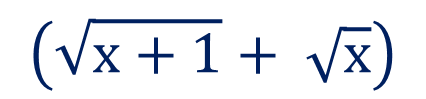 (√x + 1 + √x)